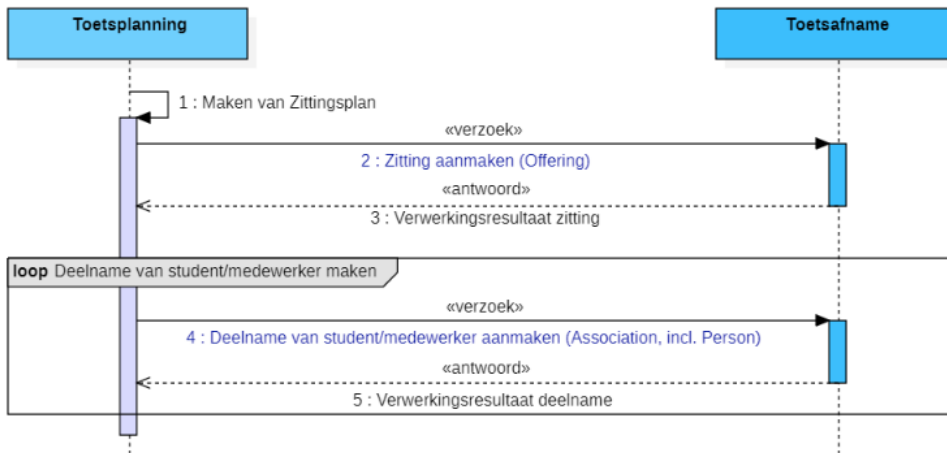 Toetsplanning
Toetsafname
1 : Maken van Zittingsplan
«verzoek»
2 : Zitting aanmaken (Offering)
«antwoord»
3 : Verwerkingsresultaat zitting
loop Deelname van student/medewerker maken
«verzoek»
4 : Deelname van student/medewerker aanmaken (Association, incl. Person)
«antwoord»
5 : Verwerkingsresultaat deelname